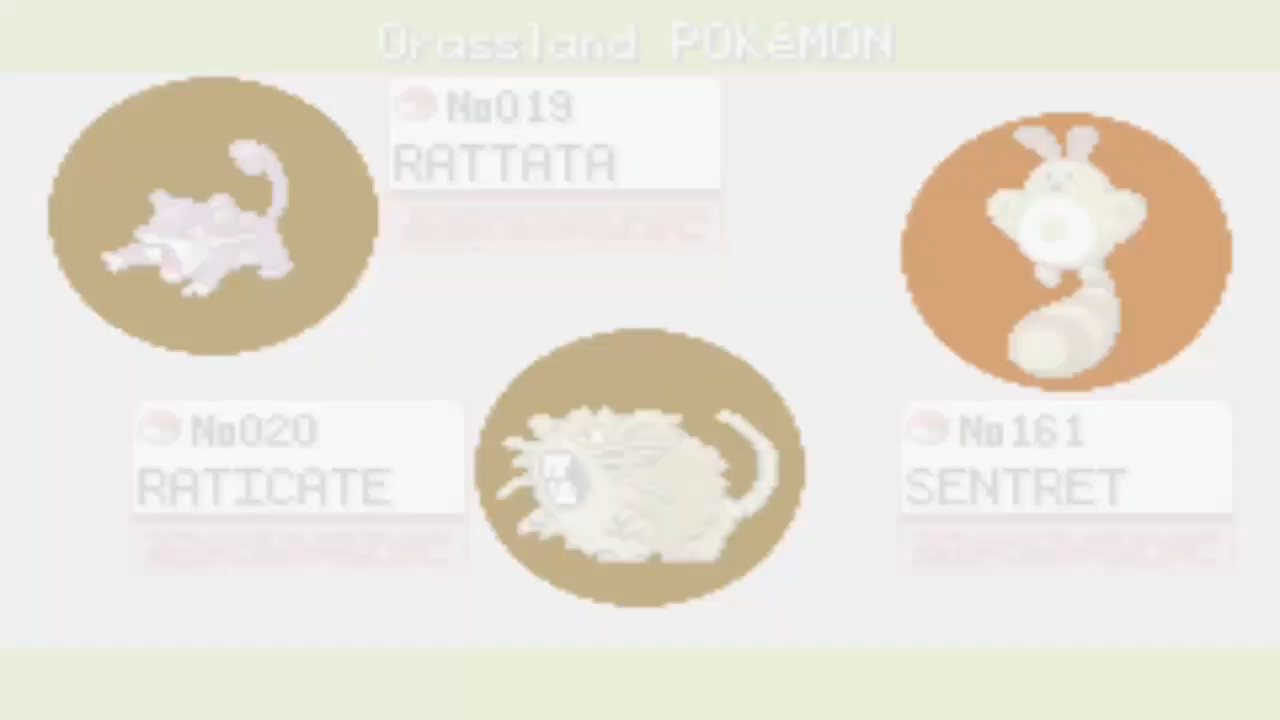 Grassland POKéMON
No019
RATTATA
No020
RATICATE
No161
SENTRET